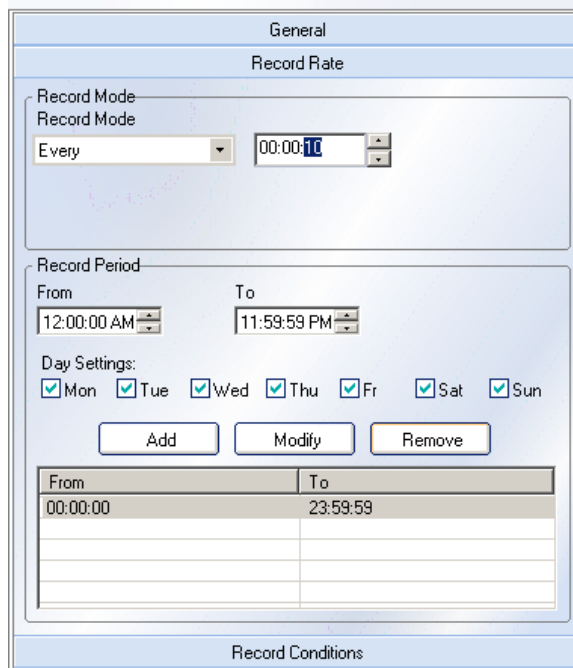 General
Record Rate
Record Mode
Record Mode
Every 00:00:10
Record Period
From To
12:00:00 AM 11:59:59 PM
Day Settings:
Mon Tue Wed Thu Fr Sat Sun
Add Modify Remove
From To
00:00:00 23:59:59
Record Conditions